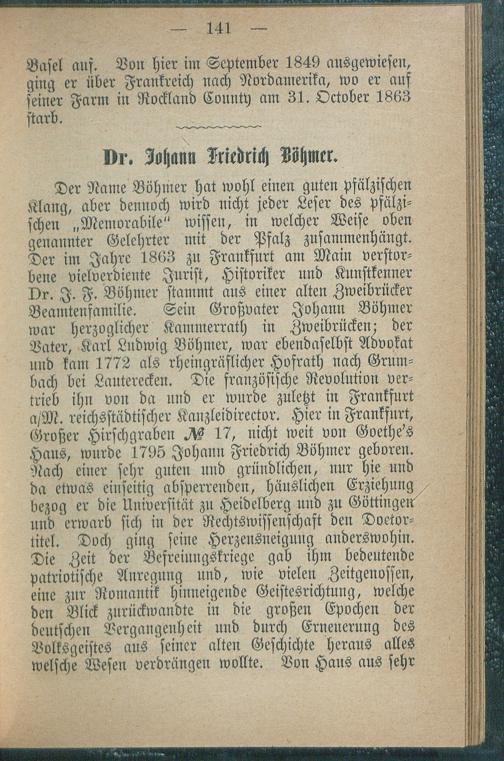 — 141 —
Basel auf. Von hier im September 1849 ausgewiesen,
ging er über Frankreich nach Nordamerika, wo er auf
seiner Farm in Rockland County am 31. October 1863
starb.
Dr. Johann Friedrich Böhmer.
Der Name Böhmer hat wohl einen guten pfälzischen
Klang, aber dennoch wird nicht jeder Leser des pfälzi-
schen „Memorabile“ wissen, in welcher Weise oben
genannter Gelehrter mit der Pfalz zusammenhängt.
Der im Jahre 1863 zu Frankfurt am Main verstor-
bene vielverdiente Jurist, Historiker und Kunstkenner
Dr. J. F. Böhmer stammt aus einer alten Zweibrücker
Beamtenfamilie. Sein Großvater Johann Böhmer
war herzoglicher Kammerrath in Zweibrücken; der
Vater, Karl Ludwig Böhmer, war ebendaselbst Advokat
und kam 1772 als rheingräflicher Hofrath nach Grum-
bach bei Lauterecken. Die französische Revolution ver-
trieb ihn von da und er wurde zuletzt in Frankfurt
a/M. reichsstädtischer Kanzleidirector. Hier in Frankfurt,
Großer Hirschgraben № 17, nicht weit von Goethe's
Haus, wurde 1795 Johann Friedrich Böhmer geboren.
Nach einer sehr guten und gründlichen, nur hie und
da etwas einseitig absperrenden, häuslichen Erziehung
bezog er die Universität zu Heidelberg und zu Göttingen
und erwarb sich in der Rechtswissenschaft den Doctor-
titel. Doch ging seine Herzensneigung anderswohin.
Die Zeit der Befreiungskriege gab ihm bedeutende
patriotische Anregung und, wie vielen Zeitgenossen,
eine zur Romantik hinneigende Geistesrichtung, welche
den Blick zurückwandte in die großen Epochen der
deutschen Vergangenheit und durch Erneuerung des
Volksgeistes aus seiner alten Geschichte heraus alles
welsche Wesen verdrängen wollte. Von Haus aus sehr